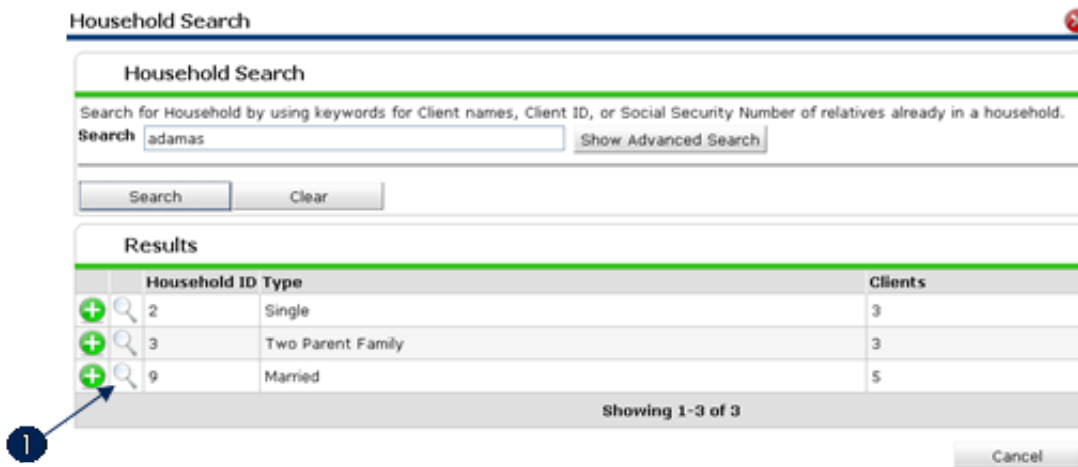 Household Search
Household Search
Search for Household by using keywords for Client names, Client ID, or Social Security Number of relatives already in a household.
Search adamas Show Advanced Search
Search Clear
Results
Household ID Type Clients
2 Single 3
3 Two Parent Family 3
9 Married 5
Showing 1-3 of 3
1
Cancel